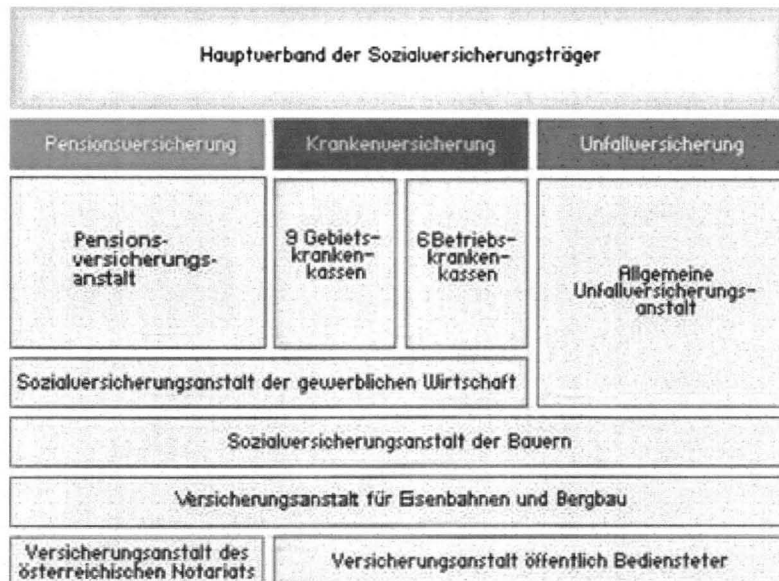 Hauptverband der Sozialversicherungsträger
Pensionsversicherung
Krankenversicherung
Unfallversicherung
Pensions-
versicherungs-
anstalt
9 Gebiets-
kranken-
kassen
6 Betriebs-
kranken-
kassen
Allgemeine
Unfallversicherungs-
anstalt
Sozialversicherungsanstalt der gewerblichen Wirtschaft
Sozialversicherungsanstalt der Bauern
Versicherungsanstalt für Eisenbahnen und Bergbau
Versicherungsanstalt des
österreichischen Notariats
Versicherungsanstalt öffentlich Bediensteter